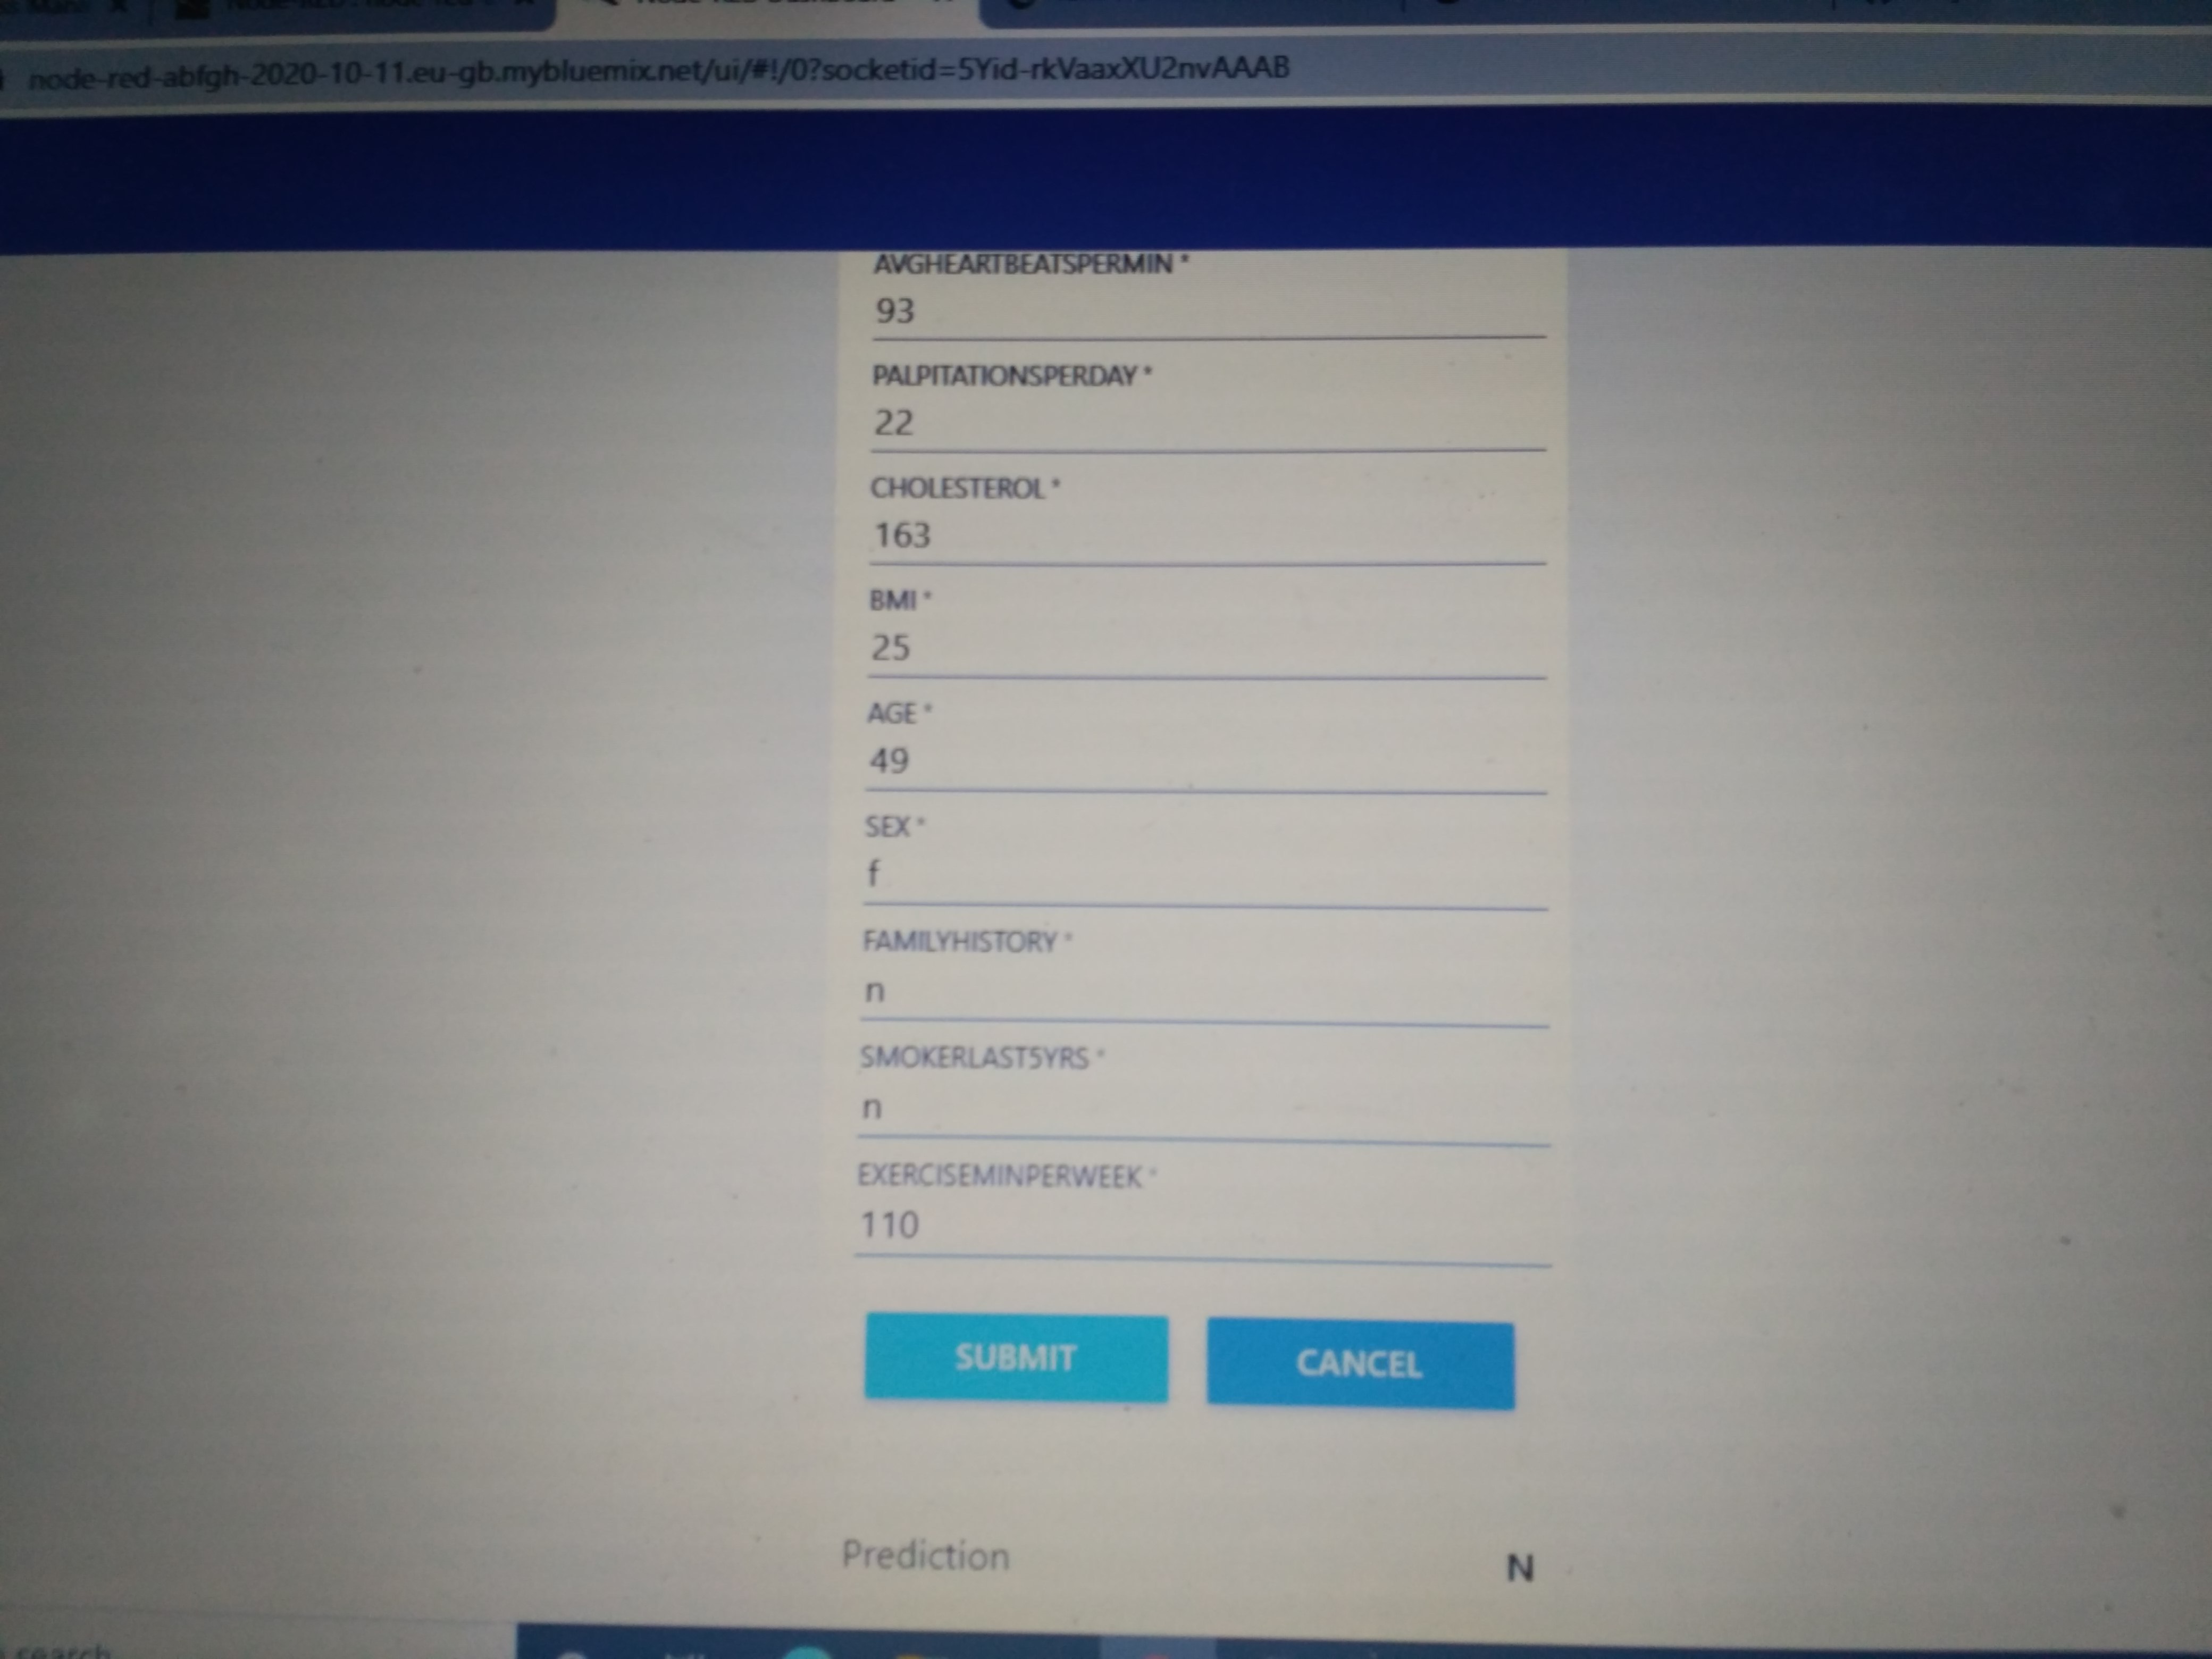 node-red-abfgh-2020-10-11.eu-gb.mybluemix.net/ui/#!/0?socketid=5Yid-rkVaaxXU2nvAAAB
AVGHEARTBEATSPERMIN *
93
PALPITATIONSPERDAY *
22
CHOLESTEROL *
163
BMI *
25
AGE *
49
SEX *
f
FAMILYHISTORY *
n
SMOKERLAST5YRS *
n
EXERCISEMINPERWEEK *
110
SUBMIT CANCEL
Prediction N
search